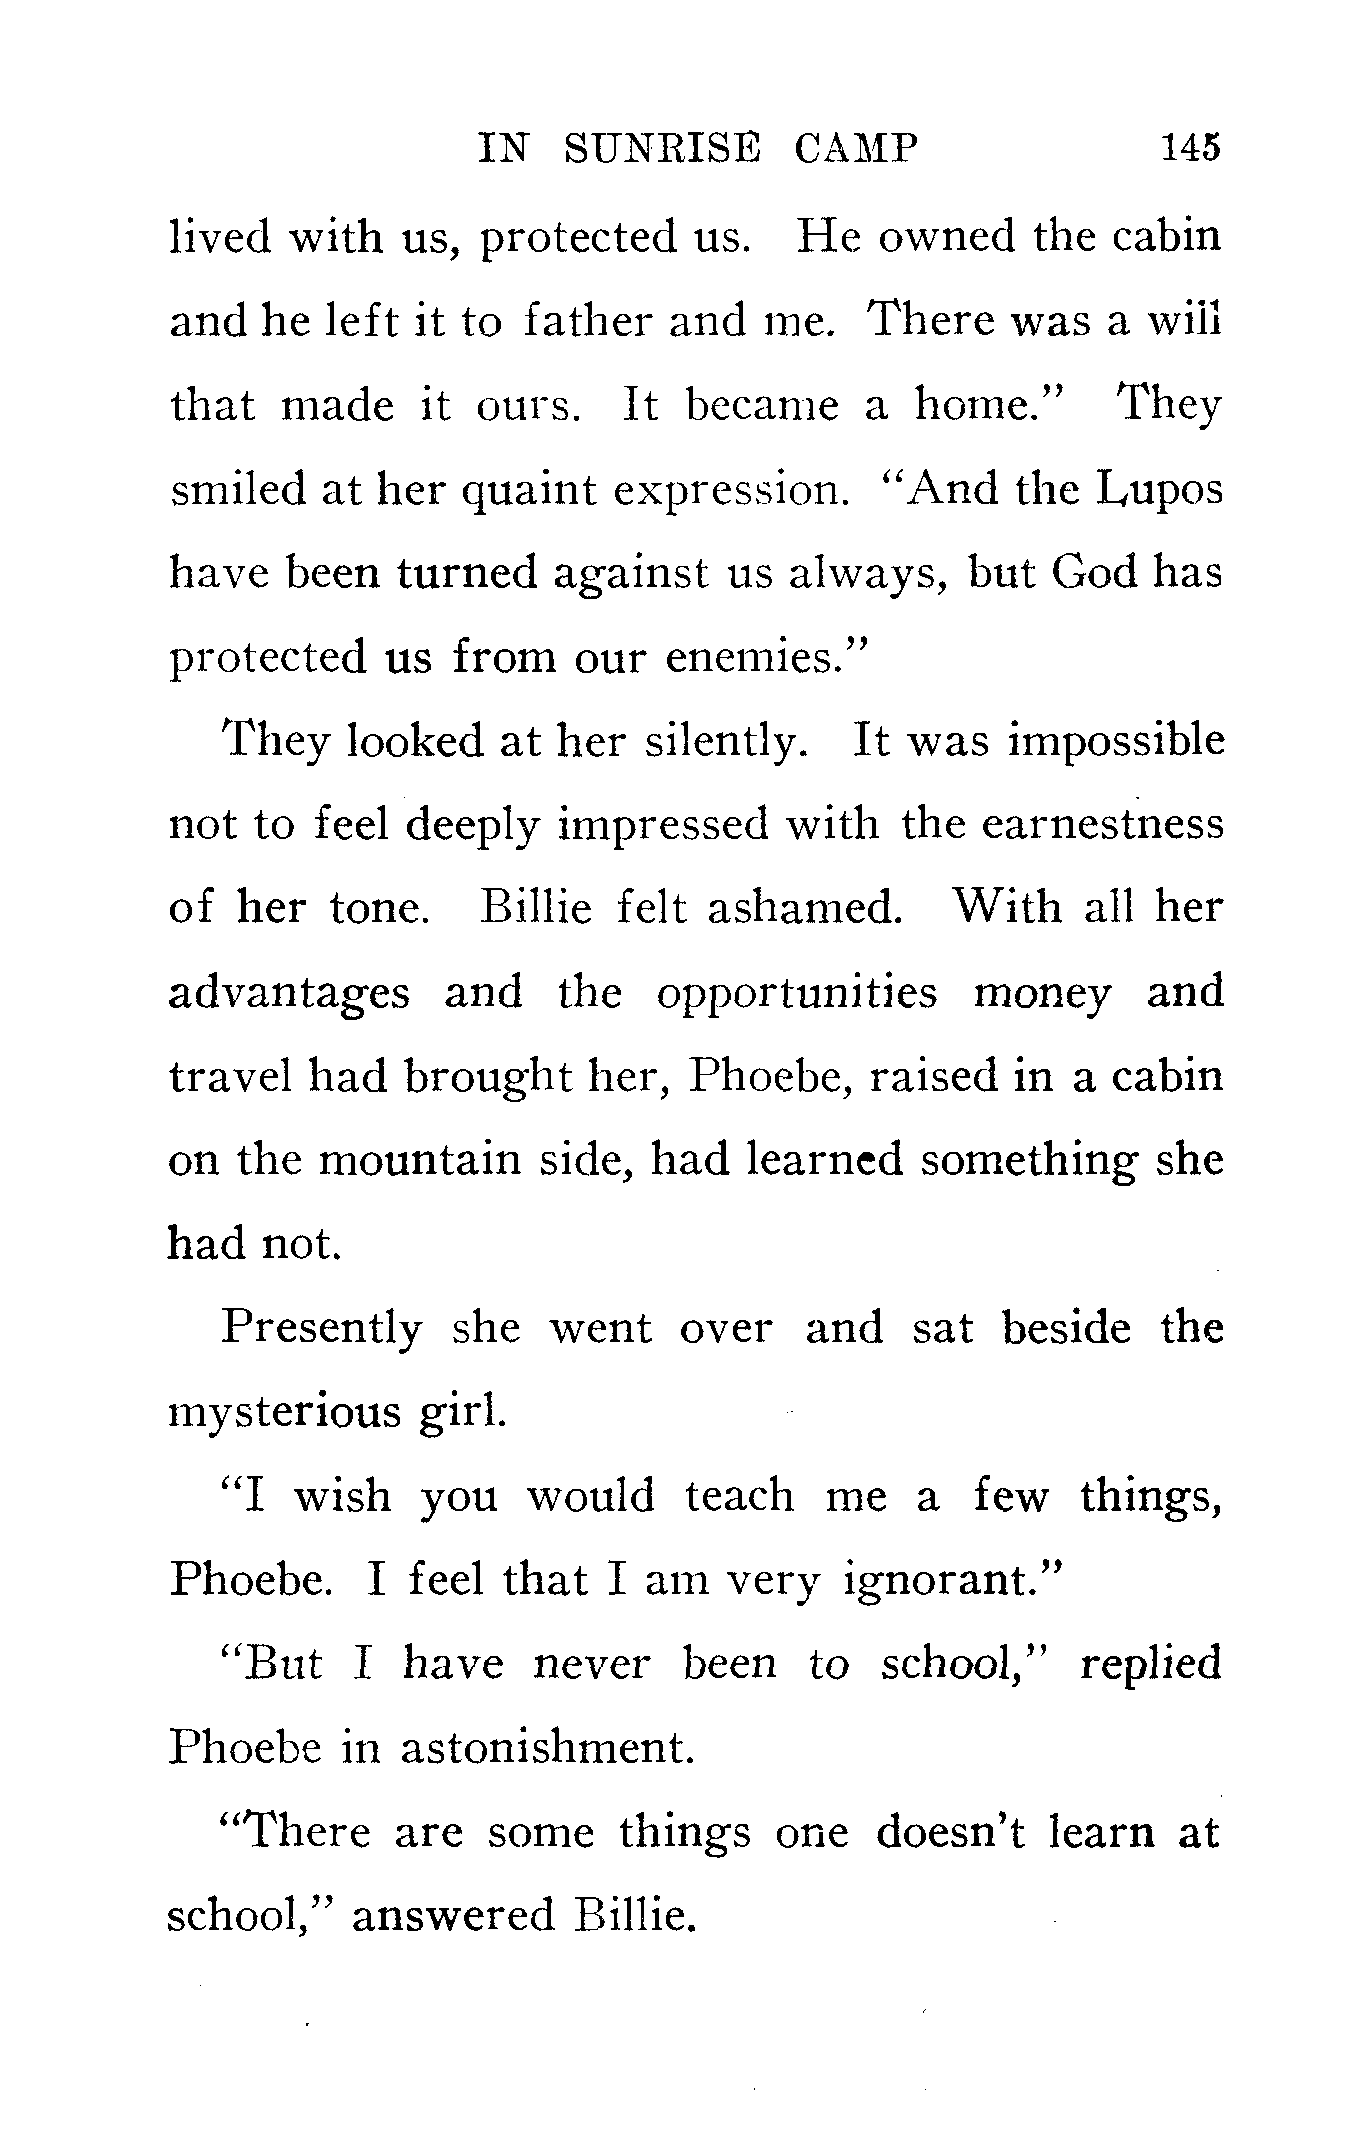 IN SUNRISE CAMP 145
lived with us, protected us. He owned the cabin
and he left it to father and me. There was a will
that made it ours. It became a home." They
smiled at her quaint expression. "And the Lupos
have been turned against us always, but God has
protected us from our enemies."
They looked at her silently. It was impossible
not to feel deeply impressed with the earnestness
of her tone. Billie felt ashamed. With all her
advantages and the opportunities money and
travel had brought her, Phoebe, raised in a cabin
on the mountain side, had learned something she
had not.
Presently she went over and sat beside the
mysterious girl.
"I wish you would teach me a few things,
Phoebe. I feel that I am very ignorant."
"But I have never been to school," replied
Phoebe in astonishment.
"There are some things one doesn't learn at
school," answered Billie.